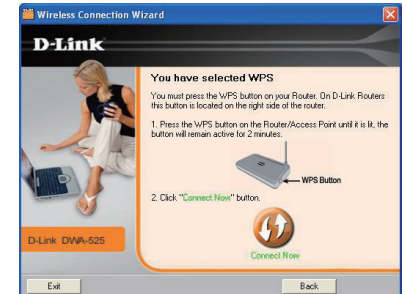 Wireless Connection Wizard
D-Link
You have selected WPS
You must press the WPS button on your Router. On D-Link Routers
this button is located on the right side of the router.
1. Press the WPS button on the Router/Access Point until it is lit, the
button will remain active for 2 minutes.
WPS Button
2. Click "Connect Now" button.
D-Link DWA-525
Connect Now
Exit
Back